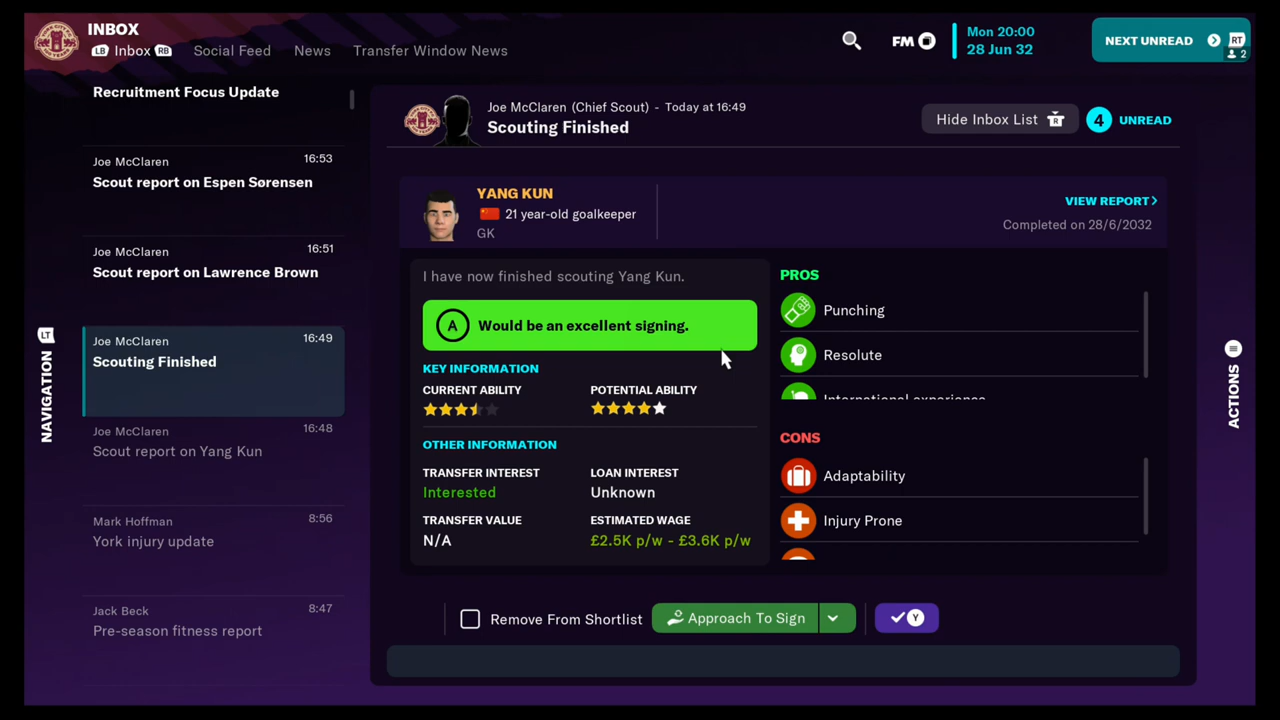 INBOX
LB Inbox RB Social Feed News Transfer Window News
FM
Mon 20:00
28 Jun 32
NEXT UNREAD RT
2
Recruitment Focus Update
Joe McClaren 16:53
Scout report on Espen Sørensen
Joe McClaren 16:51
Scout report on Lawrence Brown
Joe McClaren 16:49
Scouting Finished
Joe McClaren 16:48
Scout report on Yang Kun
Mark Hoffman 8:56
York injury update
Jack Beck 8:47
Pre-season fitness report
LT
NAVIGATION
Joe McClaren (Chief Scout) - Today at 16:49
Scouting Finished
Hide Inbox List R
4 UNREAD
YANG KUN
21 year-old goalkeeper
GK
VIEW REPORT
Completed on 28/6/2032
I have now finished scouting Yang Kun.
A Would be an excellent signing.
KEY INFORMATION
CURRENT ABILITY POTENTIAL ABILITY
OTHER INFORMATION
TRANSFER INTEREST LOAN INTEREST
Interested Unknown
TRANSFER VALUE ESTIMATED WAGE
N/A £2.5K p/w - £3.6K p/w
PROS
Punching
Resolute
International experience
CONS
Adaptability
Injury Prone
Remove From Shortlist
Approach To Sign
Y
ACTIONS